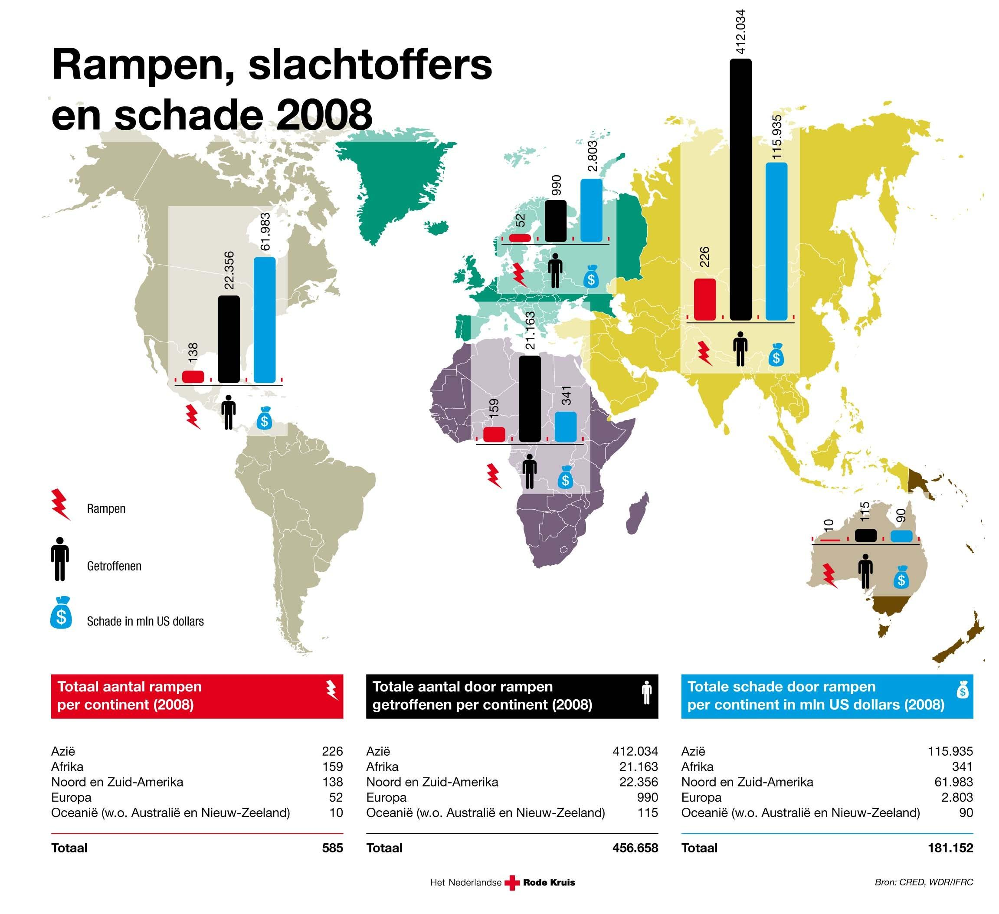 Rampen, slachtoffers
en schade 2008
412.034
115.935
226
2.803
990
52
61.983
22.356
138
21.163
341
159
115
90
10
Rampen
Getroffenen
$ Schade in mln US dollars
$
$
$
$
$
Totaal aantal rampen
per continent (2008)
Azië 226
Afrika 159
Noord en Zuid-Amerika 138
Europa 52
Oceanië (w.o. Australië en Nieuw-Zeeland) 10
Totaal 585
Totale aantal door rampen
getroffenen per continent (2008)
Azië 412.034
Afrika 21.163
Noord en Zuid-Amerika 22.356
Europa 990
Oceanië (w.o. Australië en Nieuw-Zeeland) 115
Totaal 456.658
Totale schade door rampen
per continent in mln US dollars (2008)
$
Azië 115.935
Afrika 341
Noord en Zuid-Amerika 61.983
Europa 2.803
Oceanië (w.o. Australië en Nieuw-Zeeland) 90
Totaal 181.152
Het Nederlandse Rode Kruis
Bron: CRED, WDR/IFRC